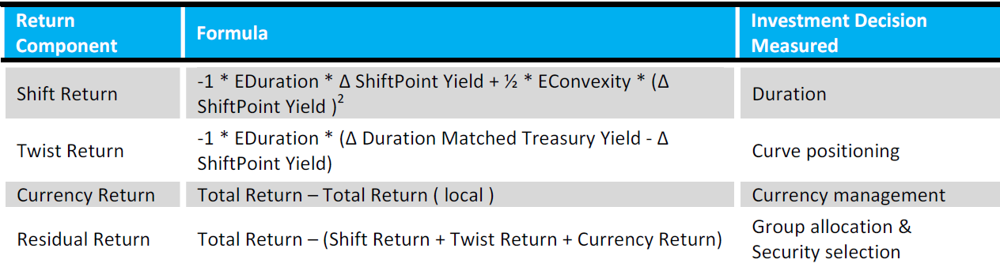 Return Component
Formula
Investment Decision Measured
Shift Return
-1 * EDuration * Δ ShiftPoint Yield + ½ * EConvexity * (Δ
ShiftPoint Yield )²
Duration
Twist Return
-1 * EDuration * (Δ Duration Matched Treasury Yield - Δ
ShiftPoint Yield)
Curve positioning
Currency Return
Total Return – Total Return ( local )
Currency management
Residual Return
Total Return – (Shift Return + Twist Return + Currency Return)
Group allocation &
Security selection